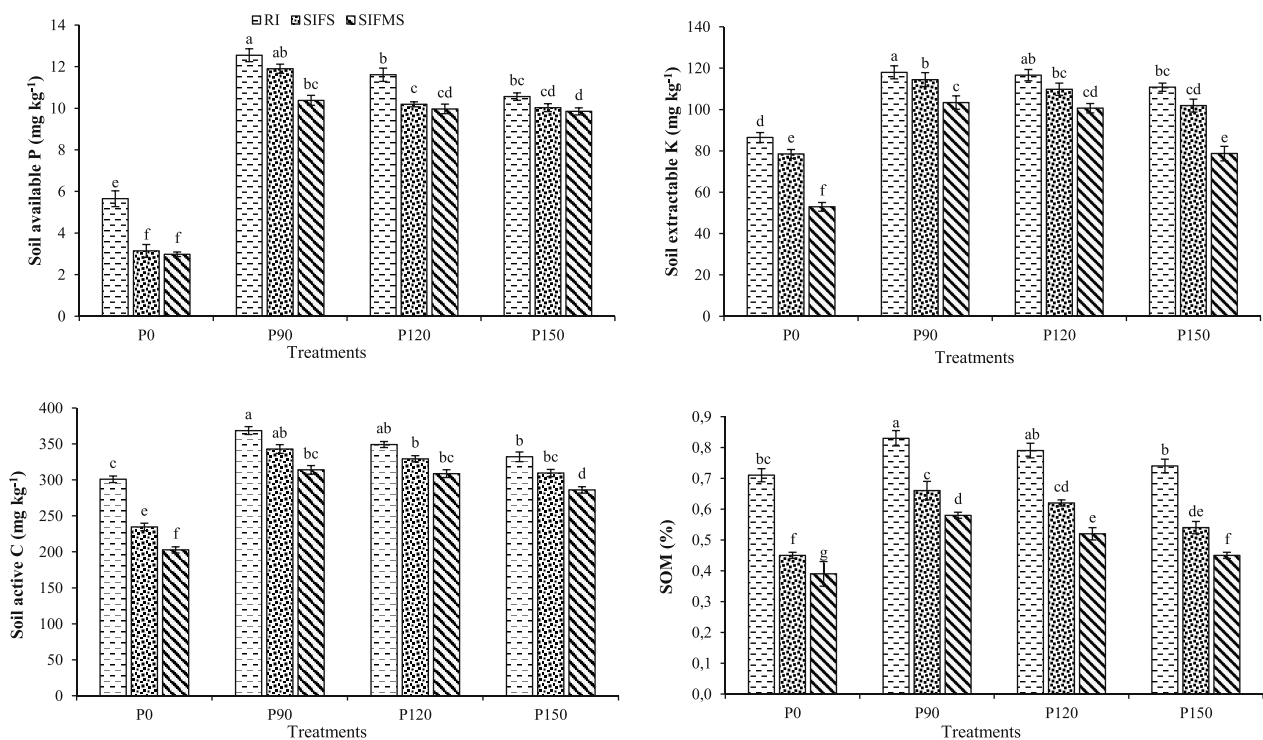 RI SIFS SIFMS
Soil available P (mg kg⁻¹)
14
12
10
8
6
4
2
0
e f f
a ab bc
b c cd
bc cd d
P0 P90 P120 P150
Treatments
Soil extractable K (mg kg⁻¹)
140
120
100
80
60
40
20
0
d e f
a b c
ab bc cd
bc cd e
P0 P90 P120 P150
Treatments
Soil active C (mg kg⁻¹)
400
350
300
250
200
150
100
50
0
c e f
a ab bc
ab b bc
b bc d
P0 P90 P120 P150
Treatments
SOM (%)
0,9
0,8
0,7
0,6
0,5
0,4
0,3
0,2
0,1
0,0
bc f g
a c d
ab cd e
b de f
P0 P90 P120 P150
Treatments